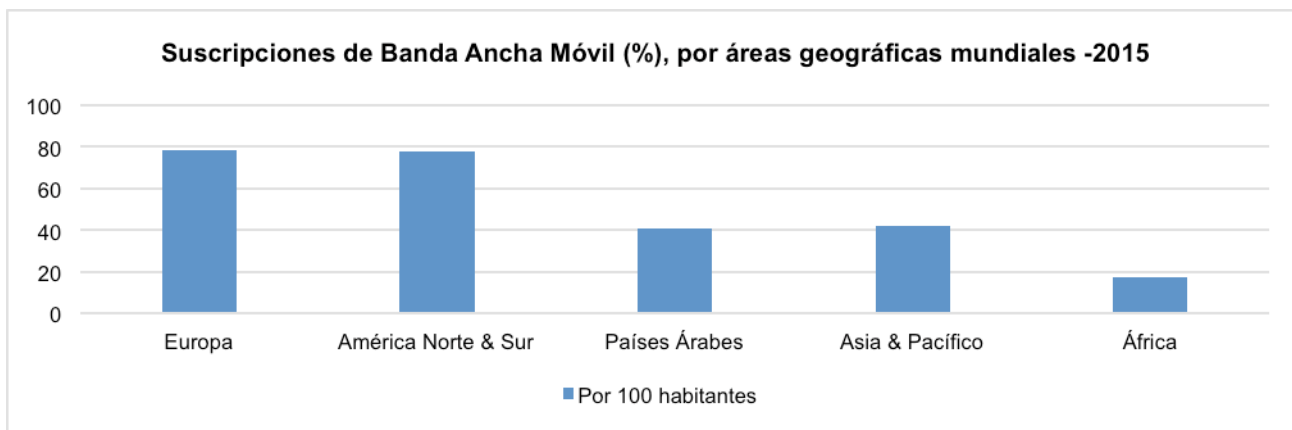 Suscripciones de Banda Ancha Móvil (%), por áreas geográficas mundiales -2015
100
80
60
40
20
0
Europa América Norte & Sur Países Árabes Asia & Pacífico África
Por 100 habitantes